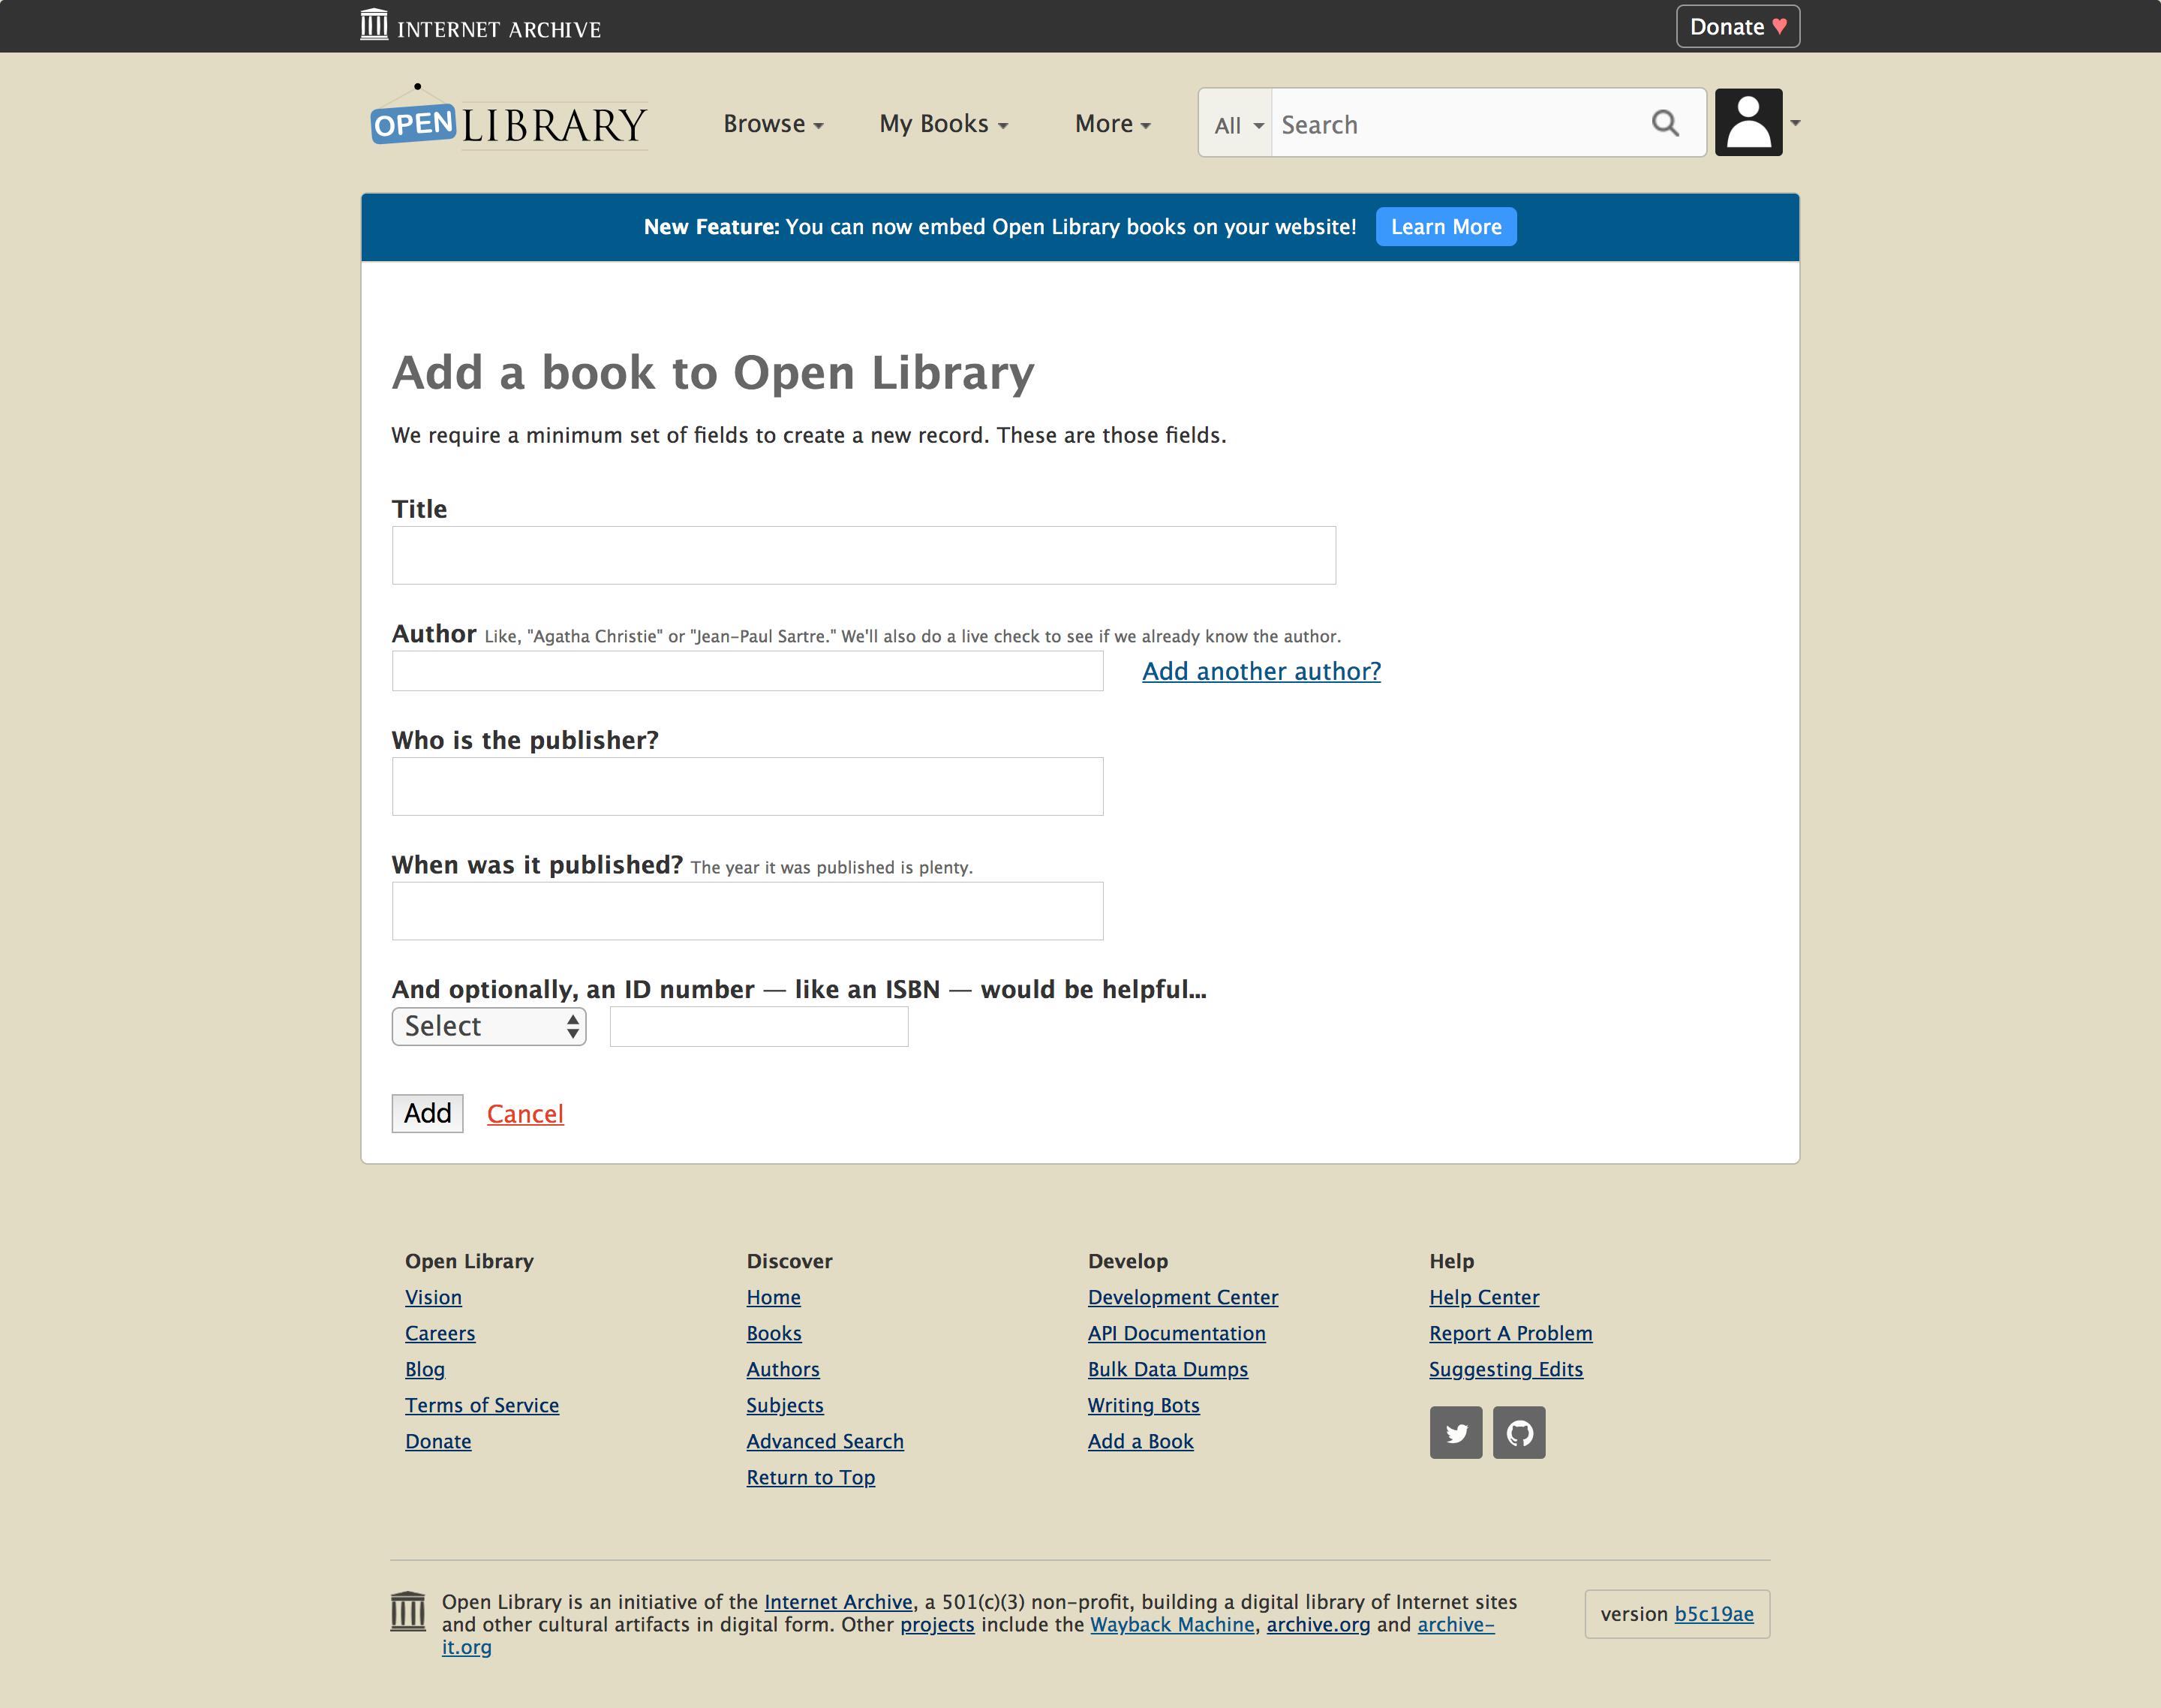 INTERNET ARCHIVE
Donate ♥
OPEN LIBRARY
Browse
My Books
More
All
Search
New Feature: You can now embed Open Library books on your website!
Learn More
Add a book to Open Library
We require a minimum set of fields to create a new record. These are those fields.
Title
Author Like, "Agatha Christie" or "Jean-Paul Sartre." We'll also do a live check to see if we already know the author.
Add another author?
Who is the publisher?
When was it published? The year it was published is plenty.
And optionally, an ID number — like an ISBN — would be helpful...
Select
Add
Cancel
Open Library
Vision
Careers
Blog
Terms of Service
Donate
Discover
Home
Books
Authors
Subjects
Advanced Search
Return to Top
Develop
Development Center
API Documentation
Bulk Data Dumps
Writing Bots
Add a Book
Help
Help Center
Report A Problem
Suggesting Edits
Open Library is an initiative of the Internet Archive, a 501(c)(3) non-profit, building a digital library of Internet sites
and other cultural artifacts in digital form. Other projects include the Wayback Machine, archive.org and archive-
it.org
version b5c19ae